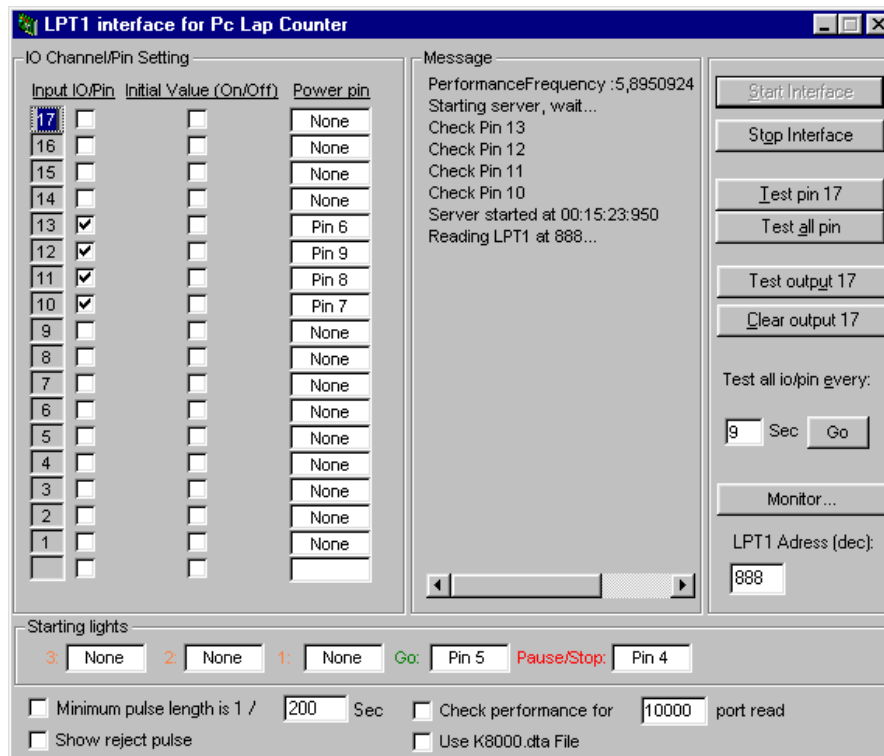 LPT1 interface for Pc Lap Counter
IO Channel/Pin Setting
Input IO/Pin Initial Value (On/Off) Power pin
17 None
16 None
15 None
14 None
13 Pin 6
12 Pin 9
11 Pin 8
10 Pin 7
9 None
8 None
7 None
6 None
5 None
4 None
3 None
2 None
1 None
Message
PerformanceFrequency :5,8950924
Starting server, wait...
Check Pin 13
Check Pin 12
Check Pin 11
Check Pin 10
Server started at 00:15:23:950
Reading LPT1 at 888...
Start Interface
Stop Interface
Test pin 17
Test all pin
Test output 17
Clear output 17
Test all io/pin every:
9 Sec Go
Monitor...
LPT1 Adress (dec):
888
Starting lights
3: None 2: None 1: None Go: Pin 5 Pause/Stop: Pin 4
Minimum pulse length is 1 / 200 Sec
Check performance for 10000 port read
Show reject pulse
Use K8000.dta File